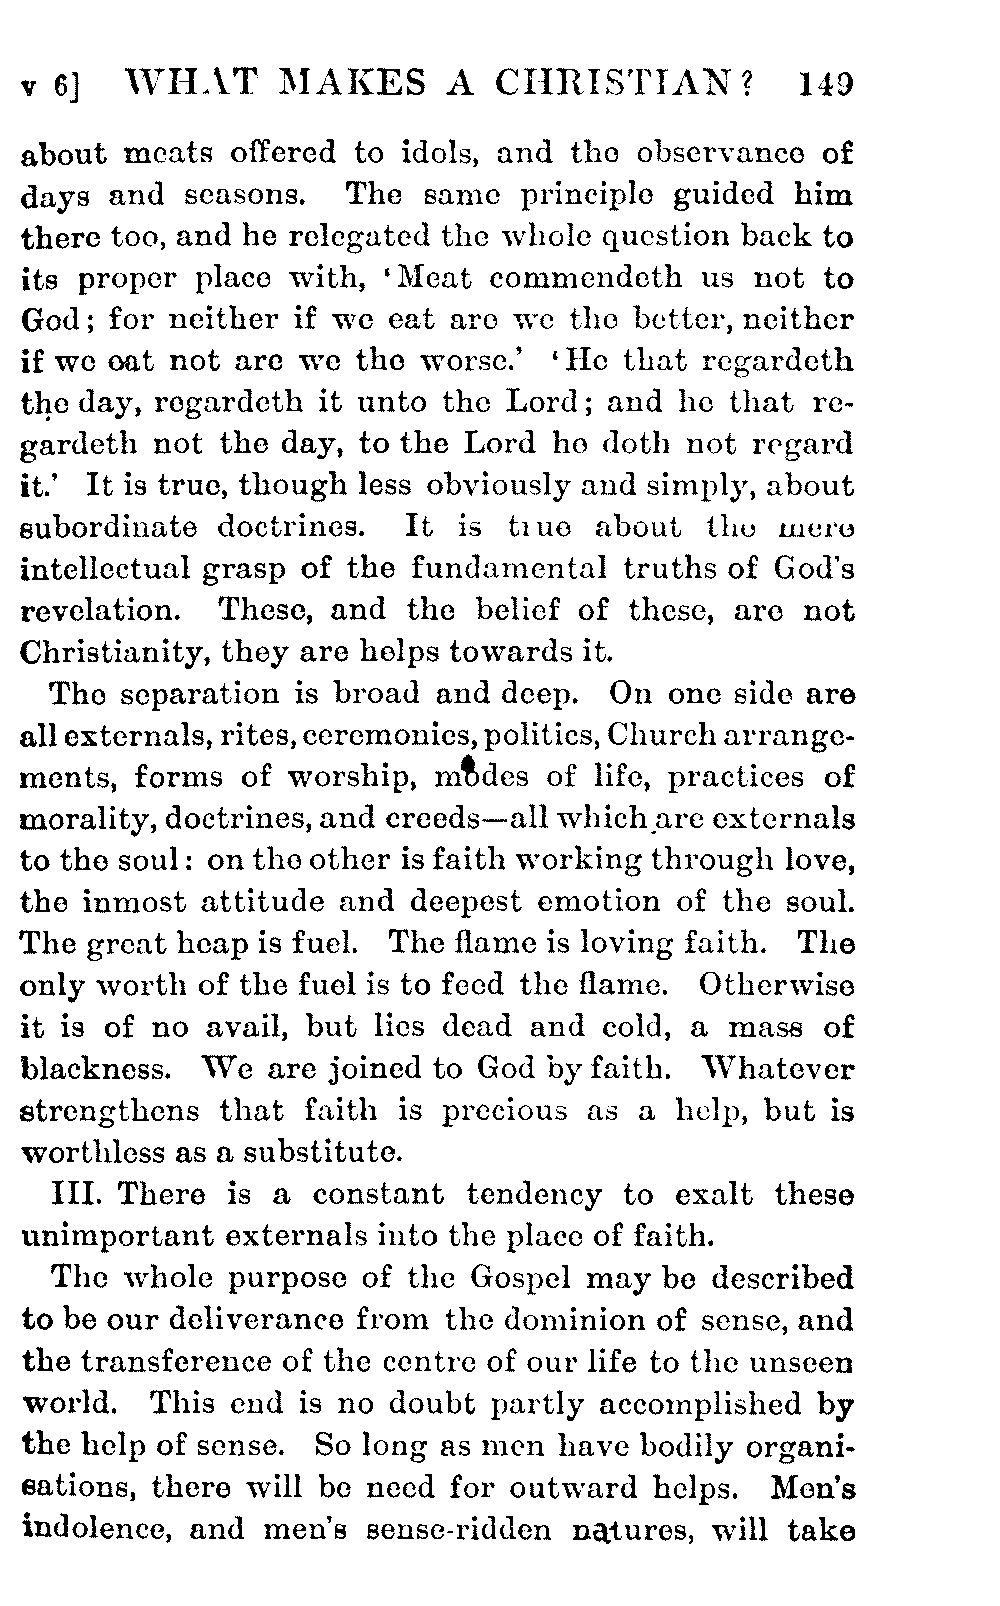 v 6] WHAT MAKES A CHRISTIAN? 149
about meats offered to idols, and the observance of
days and seasons. The same principle guided him
there too, and he relegated the whole question back to
its proper place with, ‘Meat commendeth us not to
God; for neither if we eat are we the better, neither
if we eat not are we the worse.’ ‘He that regardeth
the day, regardeth it unto the Lord; and he that re-
gardeth not the day, to the Lord he doth not regard
it.’ It is true, though less obviously and simply, about
subordinate doctrines. It is true about the mere
intellectual grasp of the fundamental truths of God’s
revelation. These, and the belief of these, are not
Christianity, they are helps towards it.
The separation is broad and deep. On one side are
all externals, rites, ceremonies, politics, Church arrange-
ments, forms of worship, modes of life, practices of
morality, doctrines, and creeds—all which are externals
to the soul: on the other is faith working through love,
the inmost attitude and deepest emotion of the soul.
The great heap is fuel. The flame is loving faith. The
only worth of the fuel is to feed the flame. Otherwise
it is of no avail, but lies dead and cold, a mass of
blackness. We are joined to God by faith. Whatever
strengthens that faith is precious as a help, but is
worthless as a substitute.
III. There is a constant tendency to exalt these
unimportant externals into the place of faith.
The whole purpose of the Gospel may be described
to be our deliverance from the dominion of sense, and
the transference of the centre of our life to the unseen
world. This end is no doubt partly accomplished by
the help of sense. So long as men have bodily organi-
sations, there will be need for outward helps. Men’s
indolence, and men’s sense-ridden natures, will take